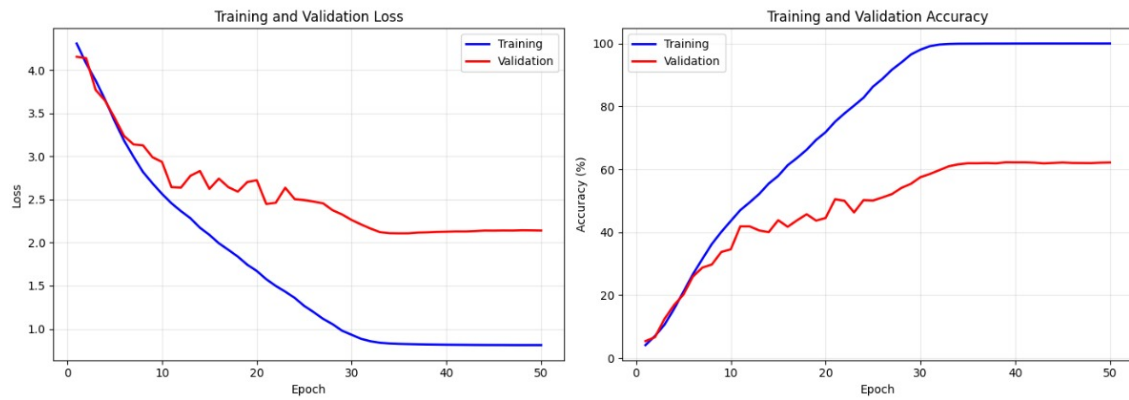 Training and Validation Loss
Training
Validation
4.0
3.5
3.0
2.5
2.0
1.5
1.0
Loss
0
10
20
30
40
50
Epoch
Training and Validation Accuracy
Training
Validation
100
80
60
40
20
0
Accuracy (%)
0
10
20
30
40
50
Epoch